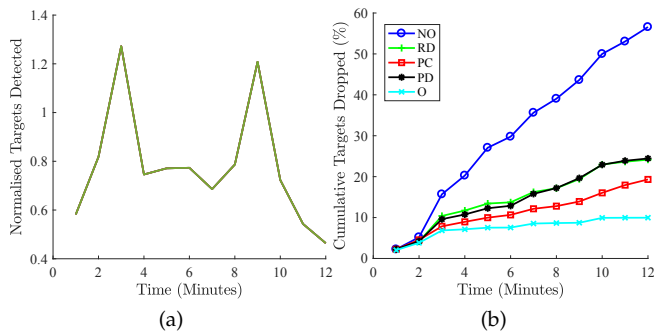 1.4
1.2
1
0.8
0.6
0.4
0 2 4 6 8 10 12
Normalised Targets Detected
Time (Minutes)
(a)
60
50
40
30
20
10
0
0 2 4 6 8 10 12
Cumulative Targets Dropped (%)
Time (Minutes)
NO
RD
PC
PD
O
(b)